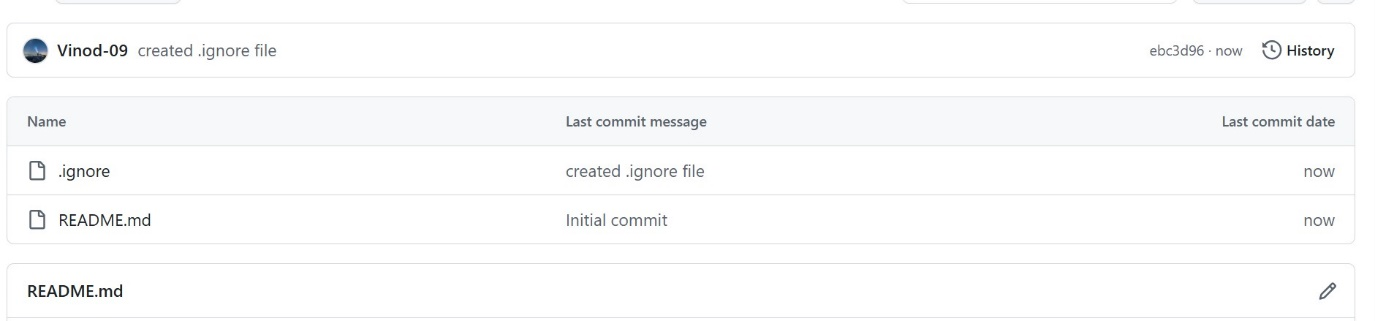 Vinod-09 created .ignore file ebc3d96 · now History
Name Last commit message Last commit date
.ignore created .ignore file now
README.md Initial commit now
README.md